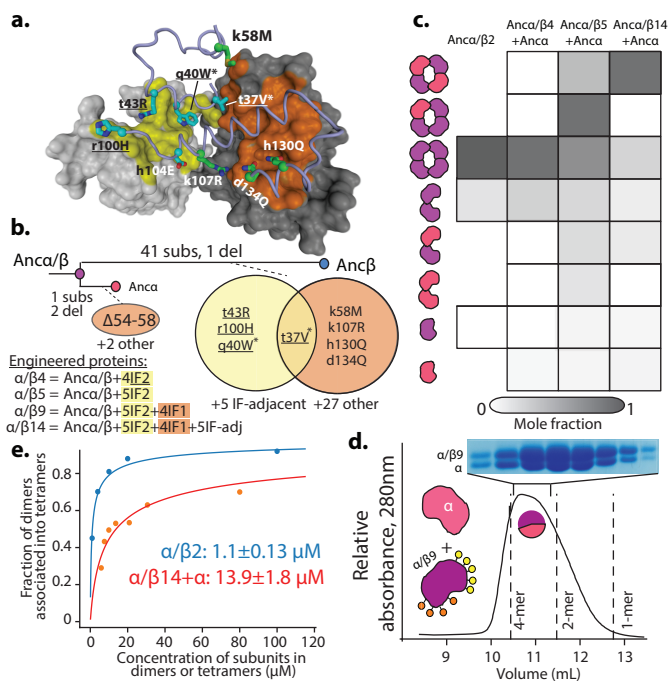 a.
k58M
q40W*
t43R
t37V*
r100H
h130Q
h104E
k107R
d134Q
b.
41 subs, 1 del
Ancα/β
Ancβ
Ancα
1 subs
2 del
Δ54-58
+2 other
t43R
r100H
q40W*
t37V*
k58M
k107R
h130Q
d134Q
+5 IF-adjacent
+27 other
Engineered proteins:
α/β4 = Ancα/β+4IF2
α/β5 = Ancα/β+5IF2
α/β9 = Ancα/β+5IF2+4IF1
α/β14 = Ancα/β+5IF2+4IF1+5IF-adj
c.
Ancα/β2
Ancα/β4
+Ancα
Ancα/β5
+Ancα
Ancα/β14
+Ancα
0
1
Mole fraction
d.
α/β9
α
Relative
absorbance, 280nm
α
+
α/β9
4-mer
2-mer
1-mer
9
10
11
12
13
Volume (mL)
e.
Fraction of dimers
associated into tetramers
0.8
0.6
0.4
0.2
0
α/β2: 1.1±0.13 µM
α/β14+α: 13.9±1.8 µM
0
20
40
60
80
100
120
Concentration of subunits in
dimers or tetramers (µM)